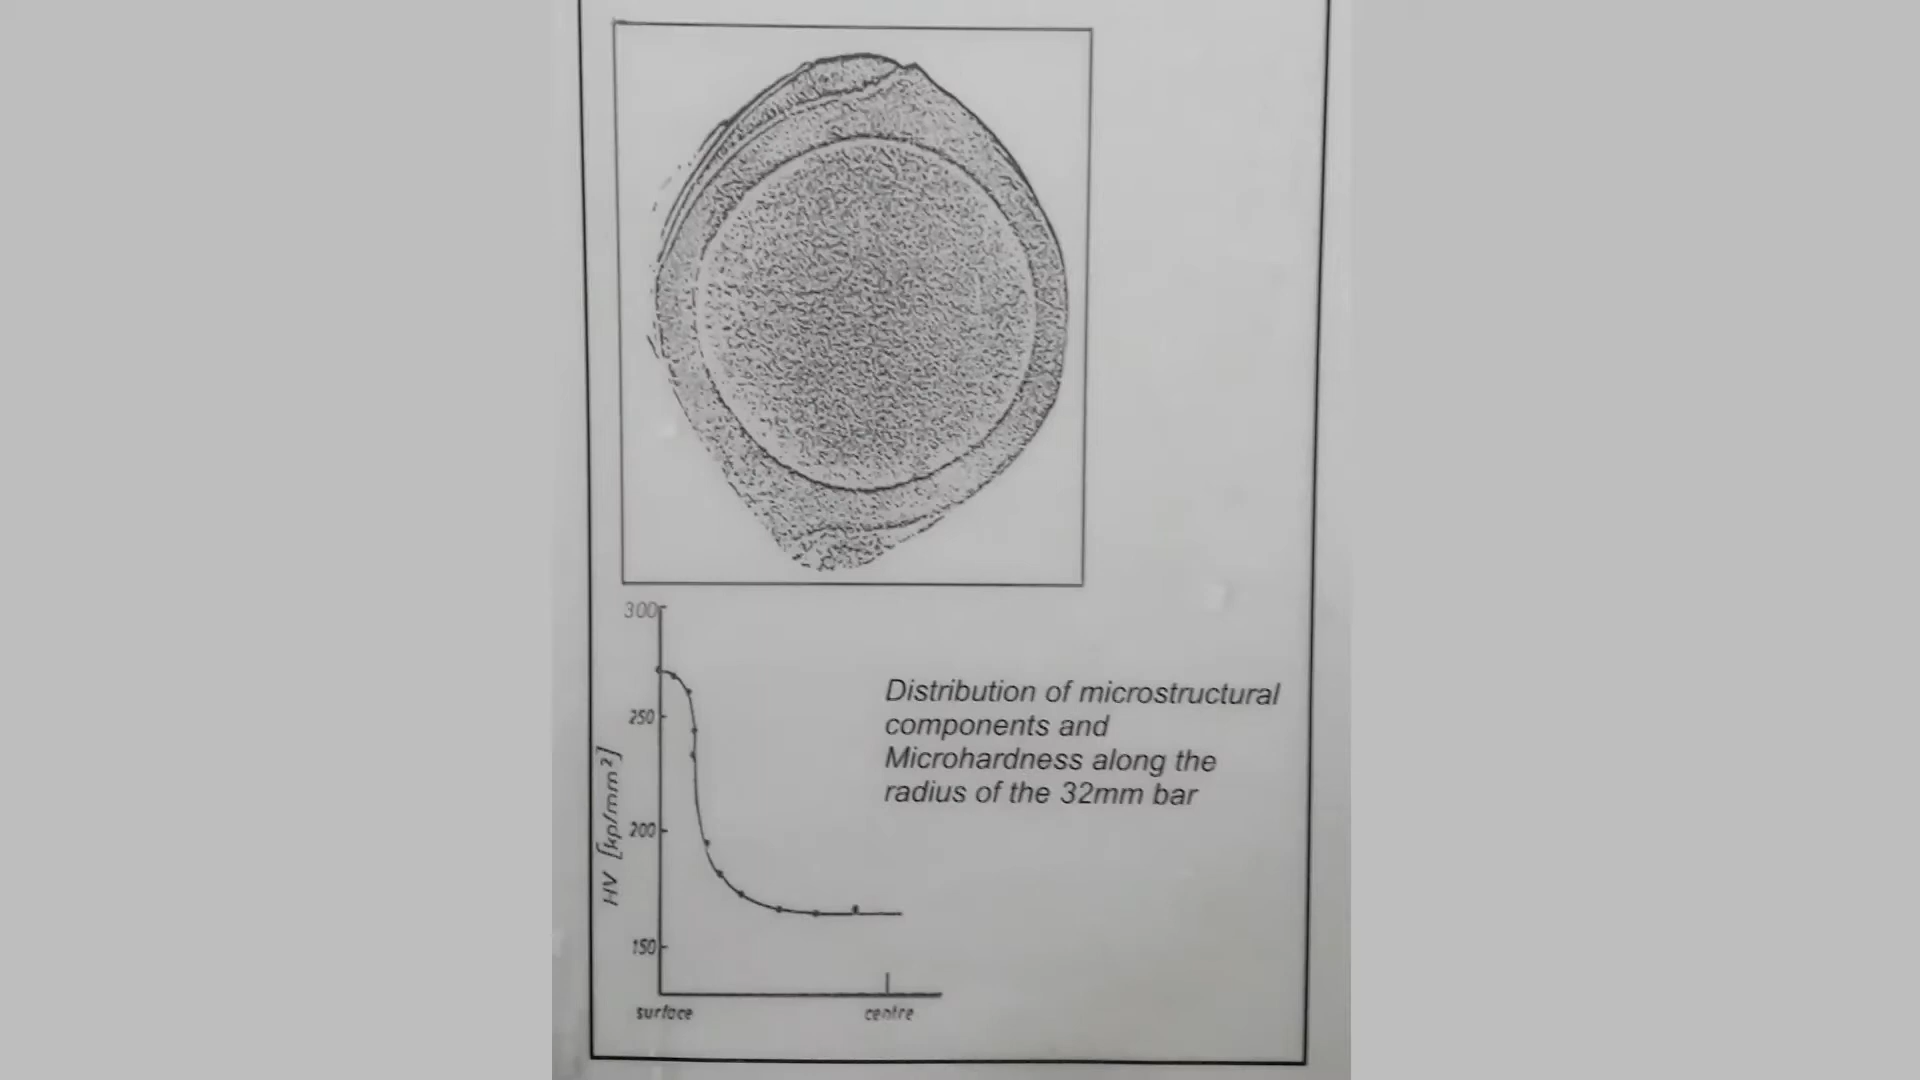 300
250
200
150
HV [kp/mm²]
surface
centre
Distribution of microstructural
components and
Microhardness along the
radius of the 32mm bar